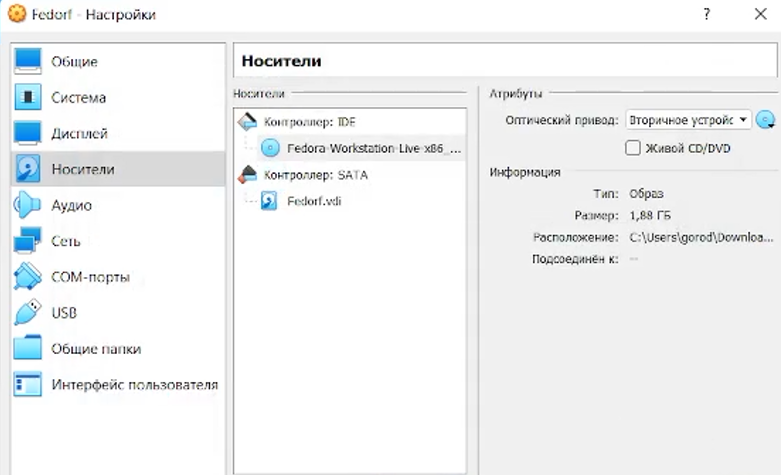 Fedorf - Настройки
?
Общие
Система
Дисплей
Носители
Аудио
Сеть
COM-порты
USB
Общие папки
Интерфейс пользователя
Носители
Носители
Контроллер: IDE
Fedora-Workstation-Live-x86_...
Контроллер: SATA
Fedorf.vdi
Атрибуты
Оптический привод: Вторичное устройс
Живой CD/DVD
Информация
Тип: Образ
Размер: 1,88 ГБ
Расположение: C:\Users\gorod\Downloa...
Подсоединён к: --